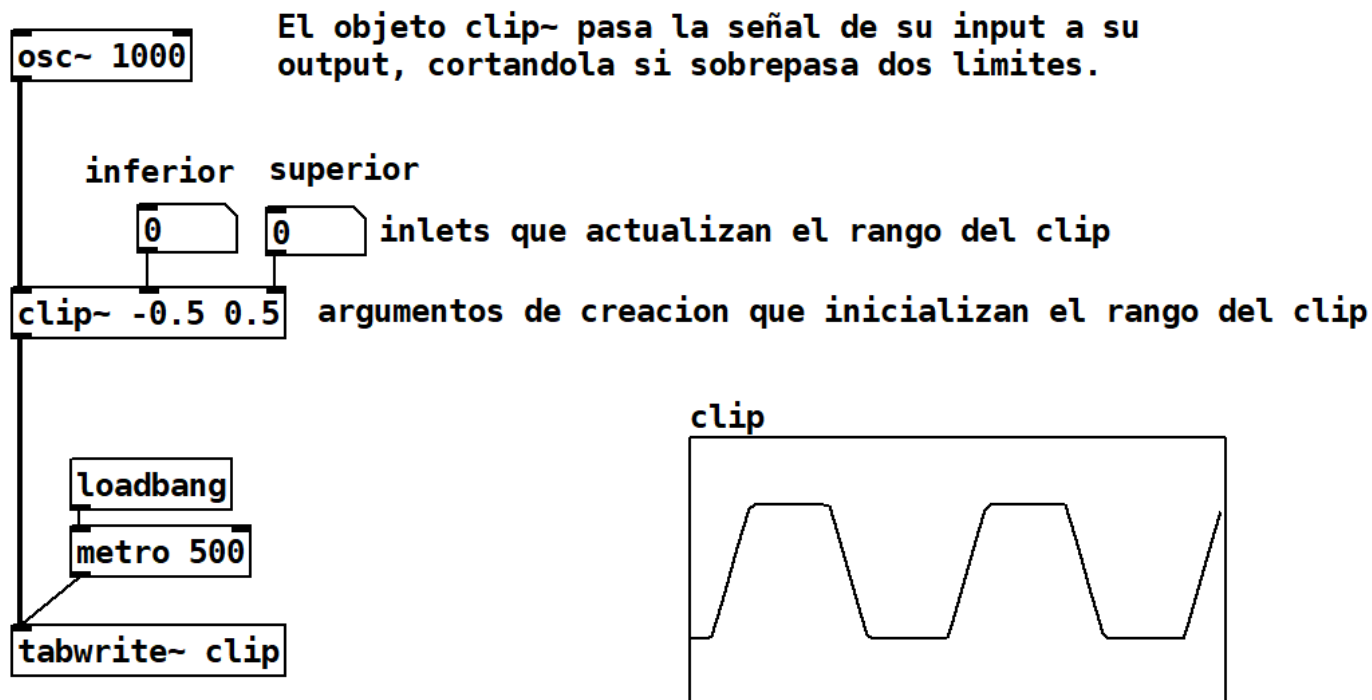 El objeto clip~ pasa la señal de su input a su
output, cortandola si sobrepasa dos limites.
osc~ 1000
inferior
superior
0
0
inlets que actualizan el rango del clip
clip~ -0.5 0.5
argumentos de creacion que inicializan el rango del clip
clip
loadbang
metro 500
tabwrite~ clip